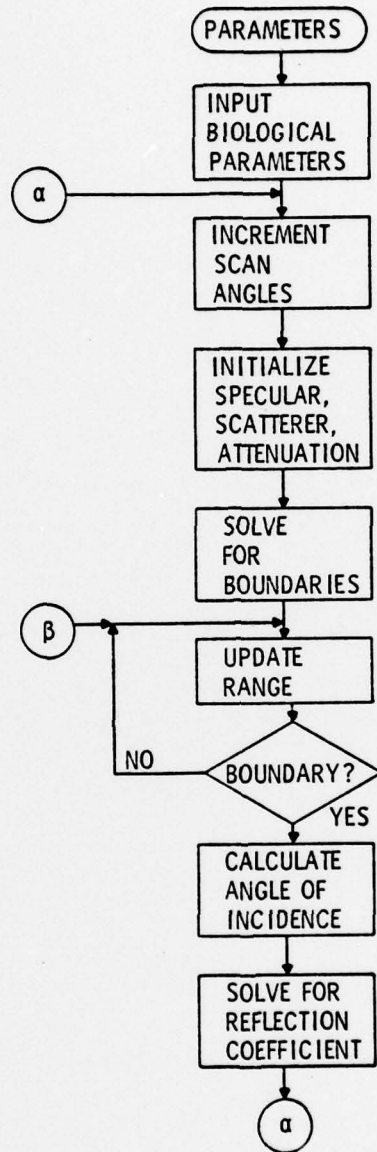 PARAMETERS
INPUT
BIOLOGICAL
PARAMETERS
α
INCREMENT
SCAN
ANGLES
INITIALIZE
SPECULAR,
SCATTERER,
ATTENUATION
SOLVE
FOR
BOUNDARIES
β
UPDATE
RANGE
NO
BOUNDARY?
YES
CALCULATE
ANGLE OF
INCIDENCE
SOLVE FOR
REFLECTION
COEFFICIENT
α